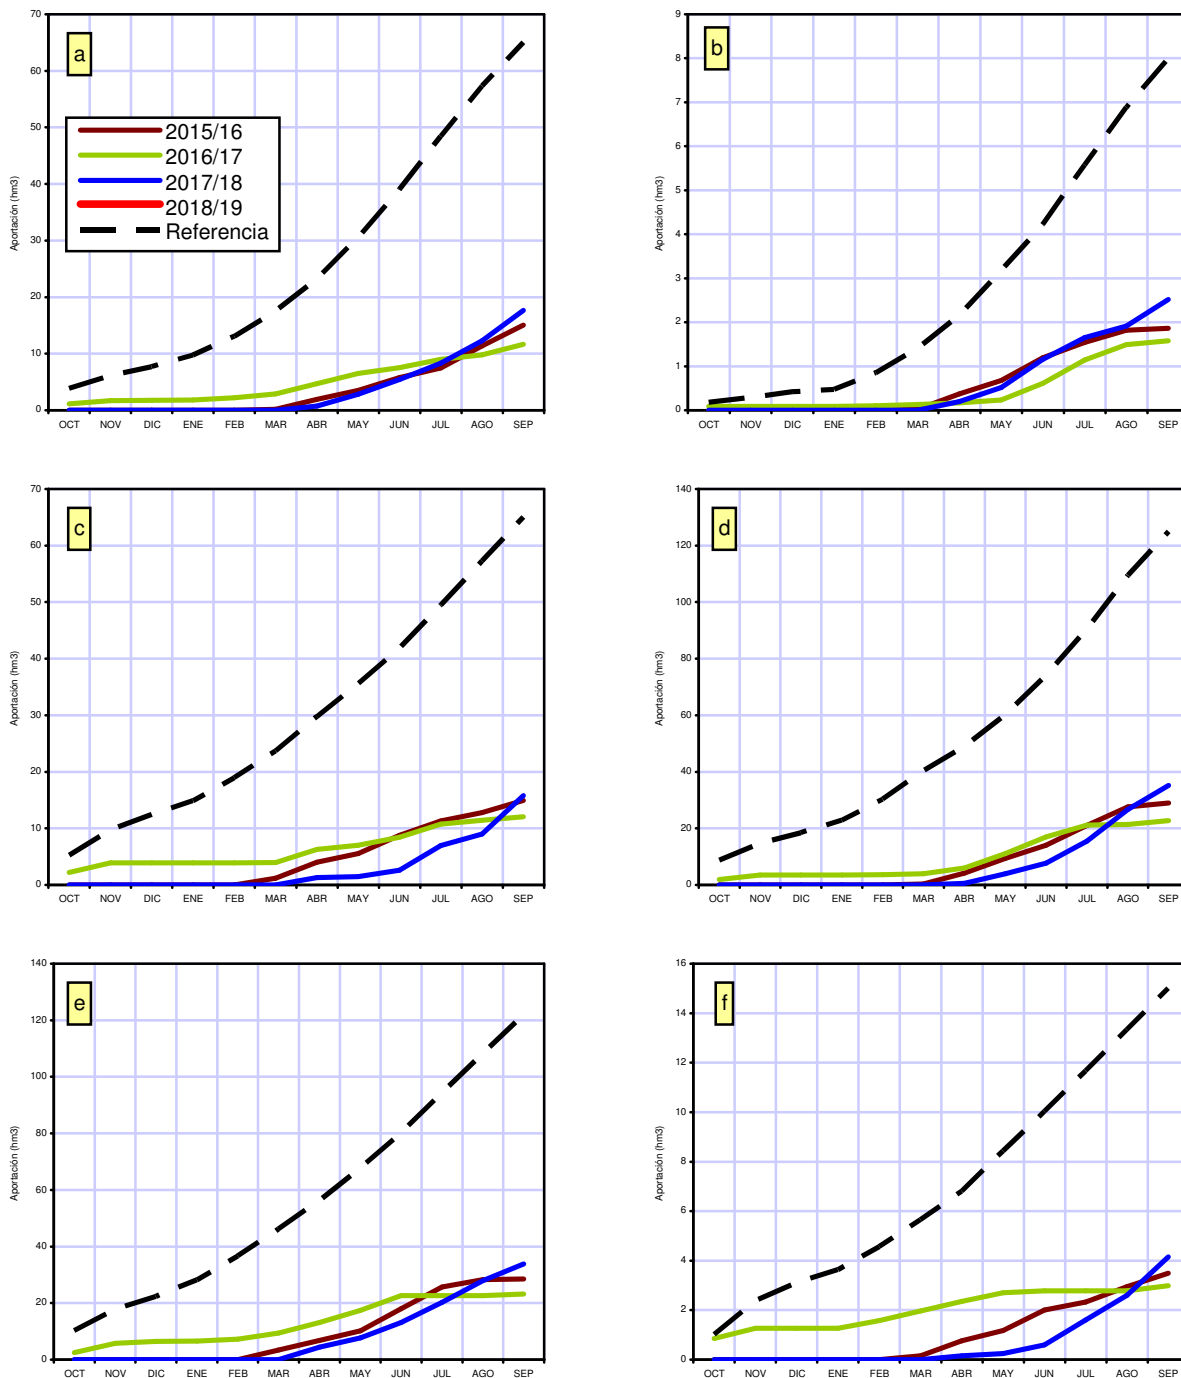 a
70
60
50
40
30
20
10
0
Aportación (hm3)
2015/16
2016/17
2017/18
2018/19
Referencia
OCT NOV DIC ENE FEB MAR ABR MAY JUN JUL AGO SEP
b
9
8
7
6
5
4
3
2
1
0
Aportación (hm3)
OCT NOV DIC ENE FEB MAR ABR MAY JUN JUL AGO SEP
c
70
60
50
40
30
20
10
0
Aportación (hm3)
OCT NOV DIC ENE FEB MAR ABR MAY JUN JUL AGO SEP
d
140
120
100
80
60
40
20
0
Aportación (hm3)
OCT NOV DIC ENE FEB MAR ABR MAY JUN JUL AGO SEP
e
140
120
100
80
60
40
20
0
Aportación (hm3)
OCT NOV DIC ENE FEB MAR ABR MAY JUN JUL AGO SEP
f
16
14
12
10
8
6
4
2
0
Aportación (hm3)
OCT NOV DIC ENE FEB MAR ABR MAY JUN JUL AGO SEP